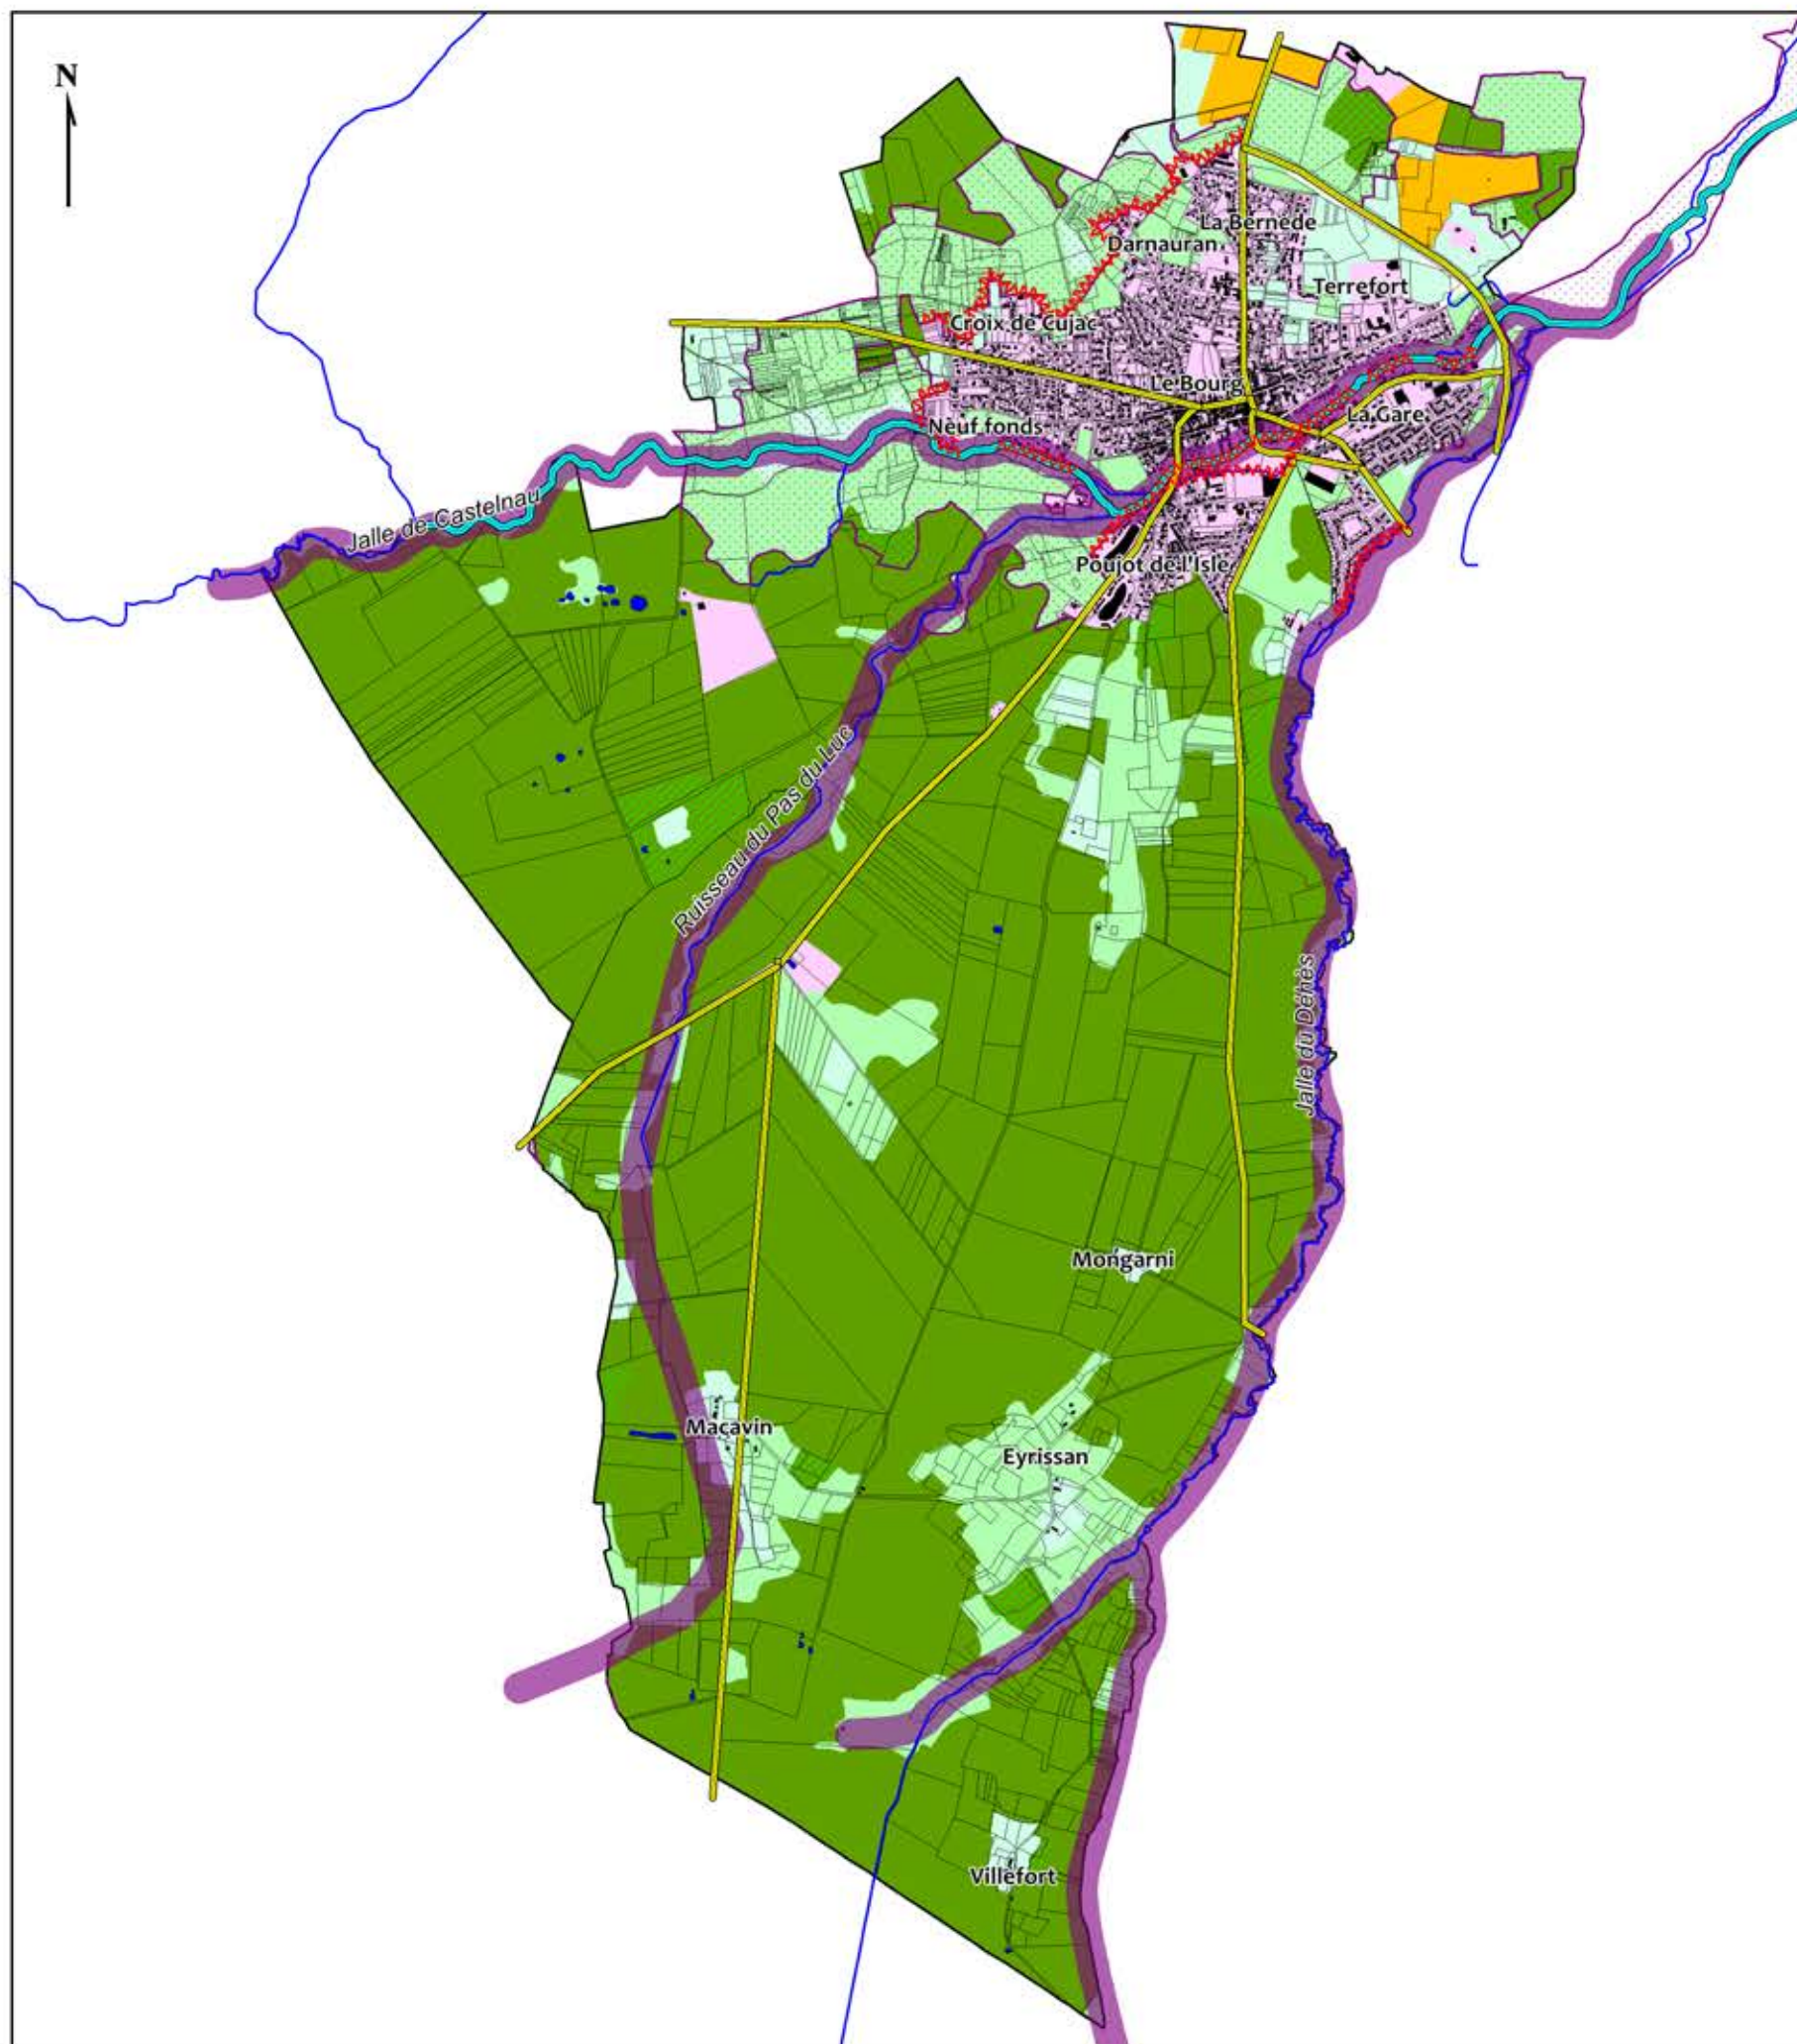 N
La Bernède
Darnauran
Terrefort
Croix de Cujac
Le Bourg
La Gare
Neuf fonds
Jalle de Castelnau
Poujot de l'Isle
Ruisseau du Pas du Luc
Jalle du Déhès
Mongarni
Macavin
Eyrissan
Villefort